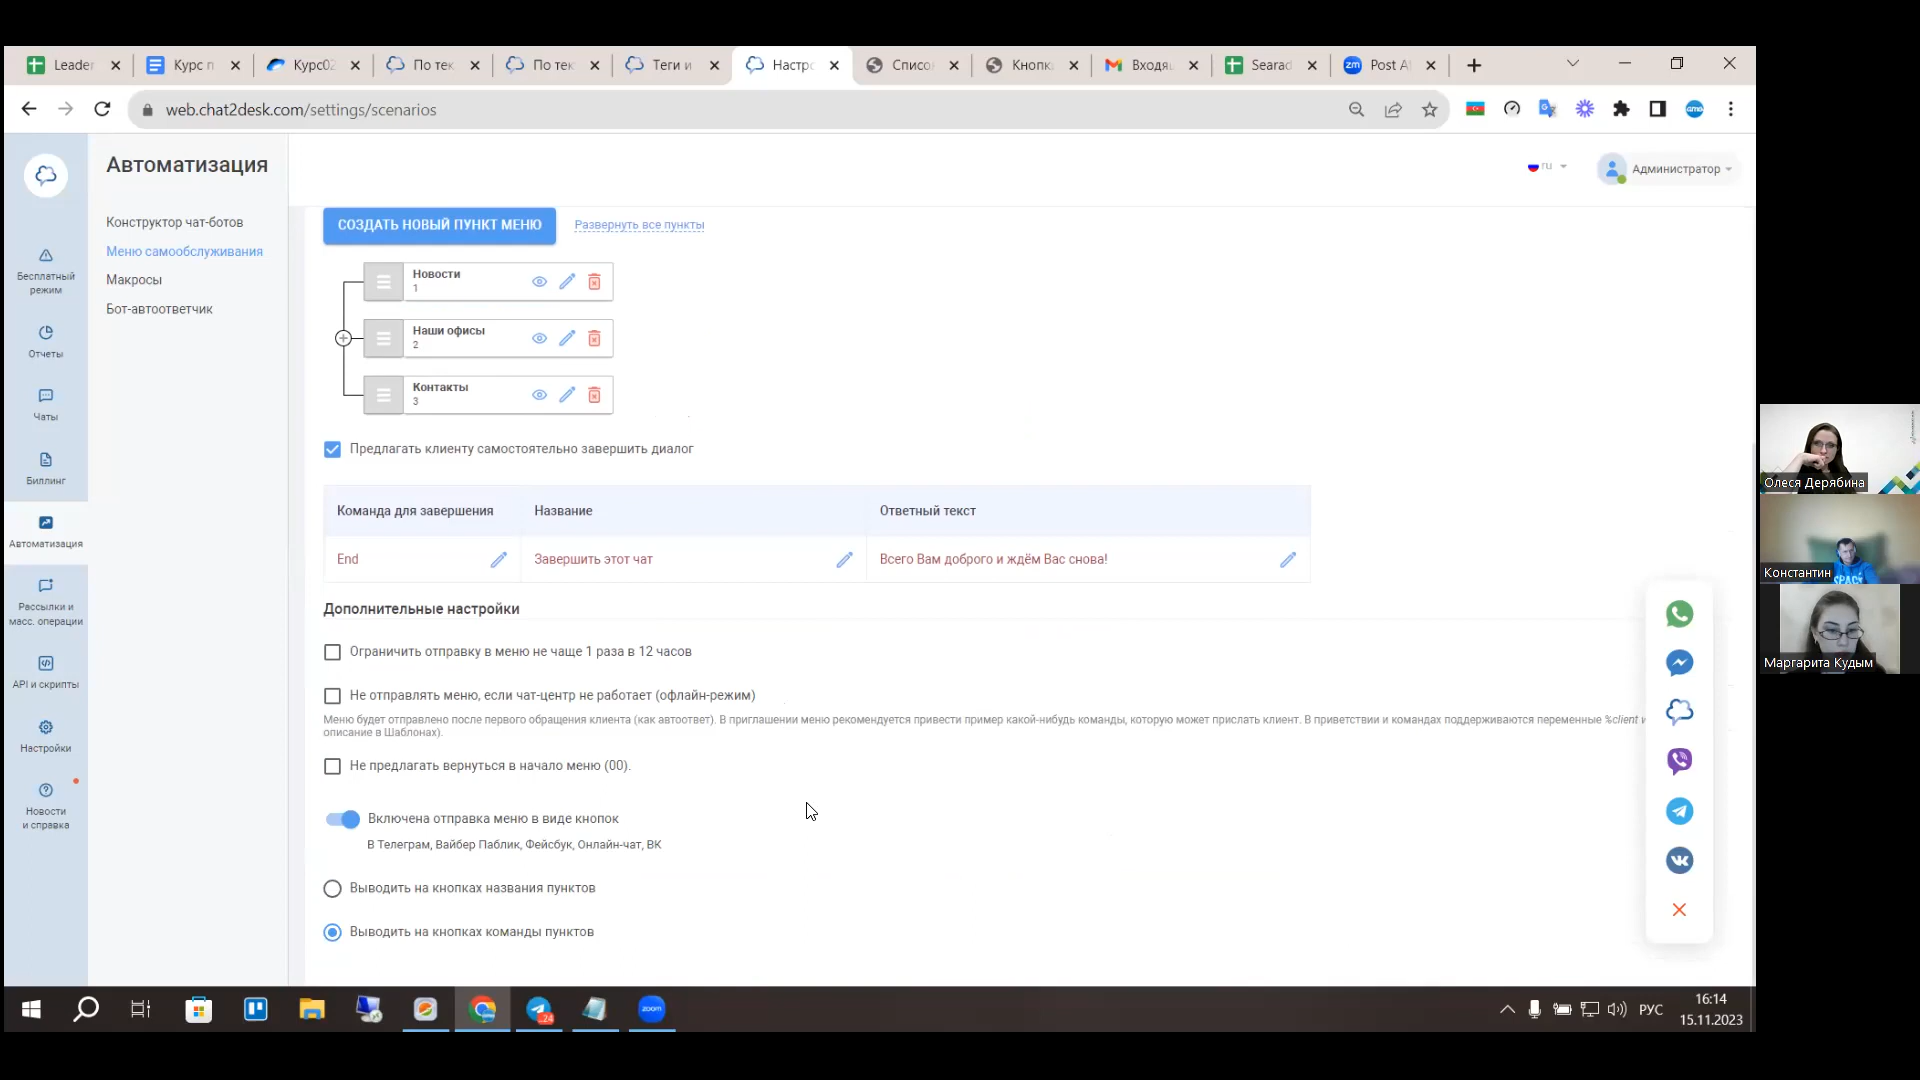 Leader
Курс п
Курс02
По тек
По тек
Теги и
Настро
Списо
Кнопк
Входящ
Searad
Post A
web.chat2desk.com/settings/scenarios
Автоматизация
ru
Администратор
Конструктор чат-ботов
Меню самообслуживания
Макросы
Бот-автоответчик
Бесплатный
режим
Отчеты
Чаты
Биллинг
Автоматизация
Рассылки и
масс. операции
API и скрипты
Настройки
Новости
и справка
СОЗДАТЬ НОВЫЙ ПУНКТ МЕНЮ
Развернуть все пункты
Новости
1
Наши офисы
2
Контакты
3
Предлагать клиенту самостоятельно завершить диалог
Команда для завершения
Название
Ответный текст
End
Завершить этот чат
Всего Вам доброго и ждём Вас снова!
Дополнительные настройки
Ограничить отправку в меню не чаще 1 раза в 12 часов
Не отправлять меню, если чат-центр не работает (офлайн-режим)
Меню будет отправлено после первого обращения клиента (как автоответ). В приглашении меню рекомендуется привести пример какой-нибудь команды, которую может прислать клиент. В приветствии и командах поддерживаются переменные %client и
описание в Шаблонах).
Не предлагать вернуться в начало меню (00).
Включена отправка меню в виде кнопок
В Телеграм, Вайбер Паблик, Фейсбук, Онлайн-чат, ВК
Выводить на кнопках названия пунктов
Выводить на кнопках команды пунктов
Олеся Дерябина
Константин
SPACE
Маргарита Кудым
24
zoom
РУС
16:14
15.11.2023